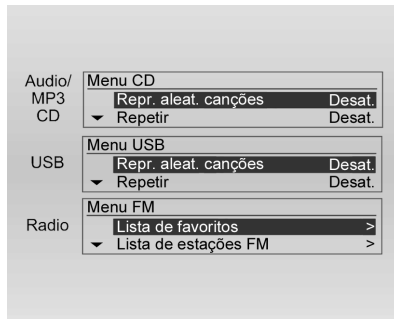 Audio/
MP3
CD
Menu CD
Repr. aleat. canções Desat.
Repetir Desat.
USB
Menu USB
Repr. aleat. canções Desat.
Repetir Desat.
Radio
Menu FM
Lista de favoritos >
Lista de estações FM >